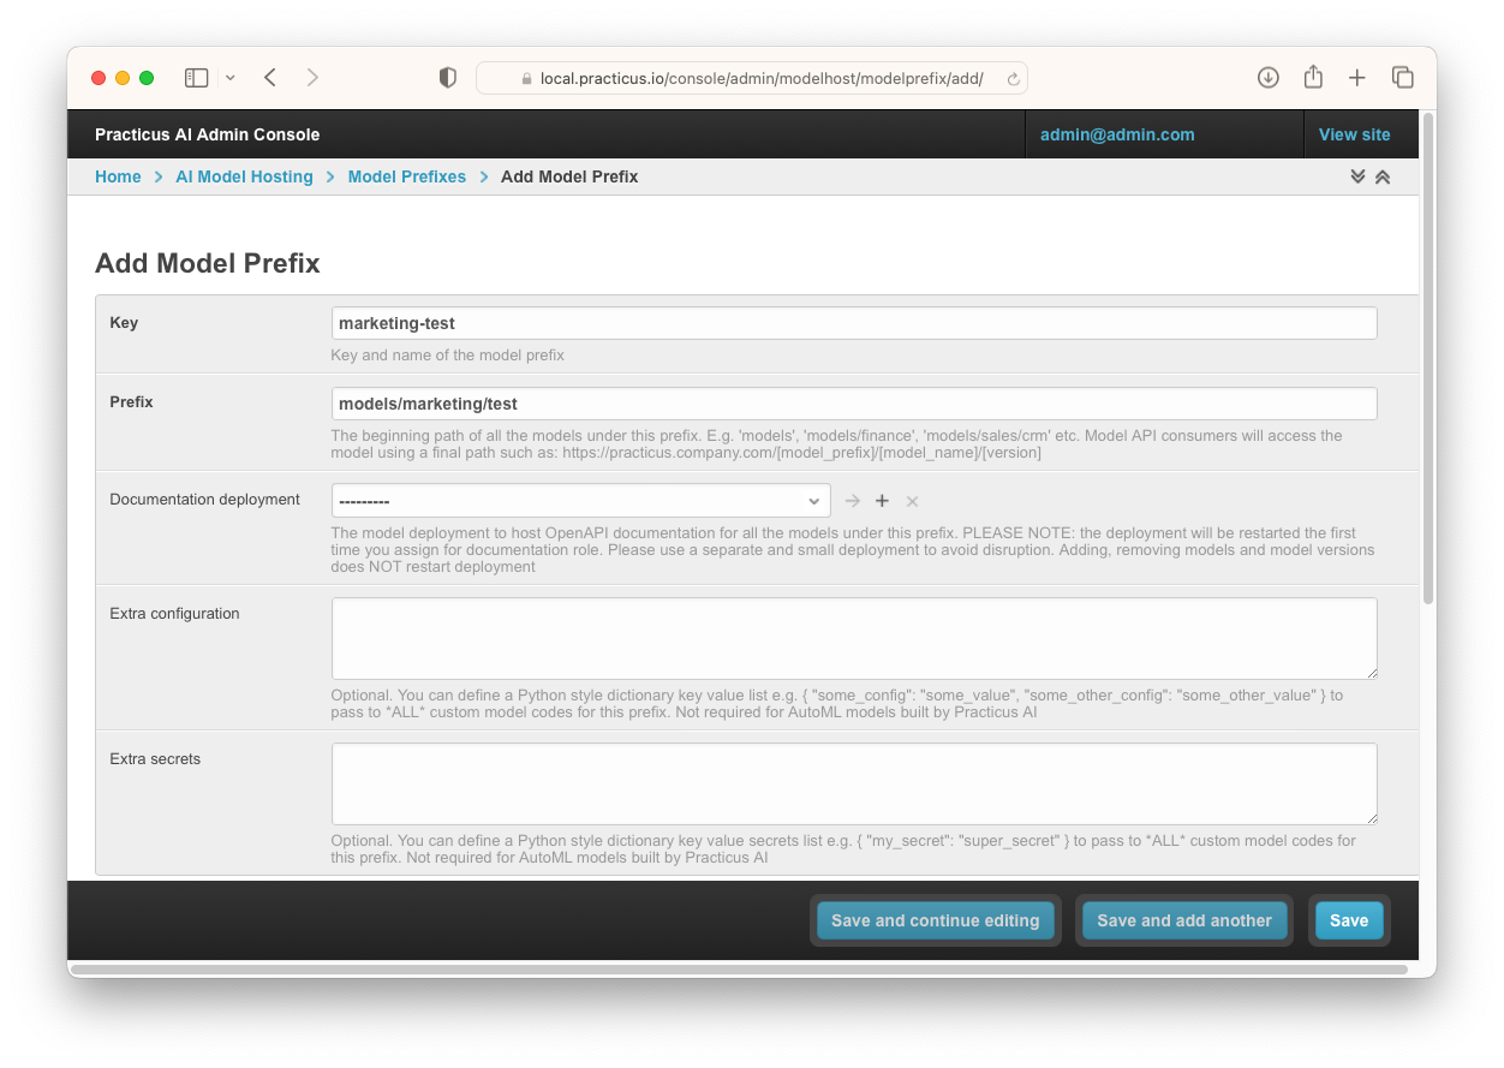 local.practicus.io/console/admin/modelhost/modelprefix/add/
Practicus AI Admin Console
admin@admin.com
View site
Home > AI Model Hosting > Model Prefixes > Add Model Prefix
Add Model Prefix
Key
marketing-test
Key and name of the model prefix
Prefix
models/marketing/test
The beginning path of all the models under this prefix. E.g. 'models', 'models/finance', 'models/sales/crm' etc. Model API consumers will access the
model using a final path such as: https://practicus.company.com/[model_prefix]/[model_name]/[version]
Documentation deployment
---------
The model deployment to host OpenAPI documentation for all the models under this prefix. PLEASE NOTE: the deployment will be restarted the first
time you assign for documentation role. Please use a separate and small deployment to avoid disruption. Adding, removing models and model versions
does NOT restart deployment
Extra configuration
Optional. You can define a Python style dictionary key value list e.g. { "some_config": "some_value", "some_other_config": "some_other_value" } to
pass to *ALL* custom model codes for this prefix. Not required for AutoML models built by Practicus AI
Extra secrets
Optional. You can define a Python style dictionary key value secrets list e.g. { "my_secret": "super_secret" } to pass to *ALL* custom model codes for
this prefix. Not required for AutoML models built by Practicus AI
Save and continue editing
Save and add another
Save